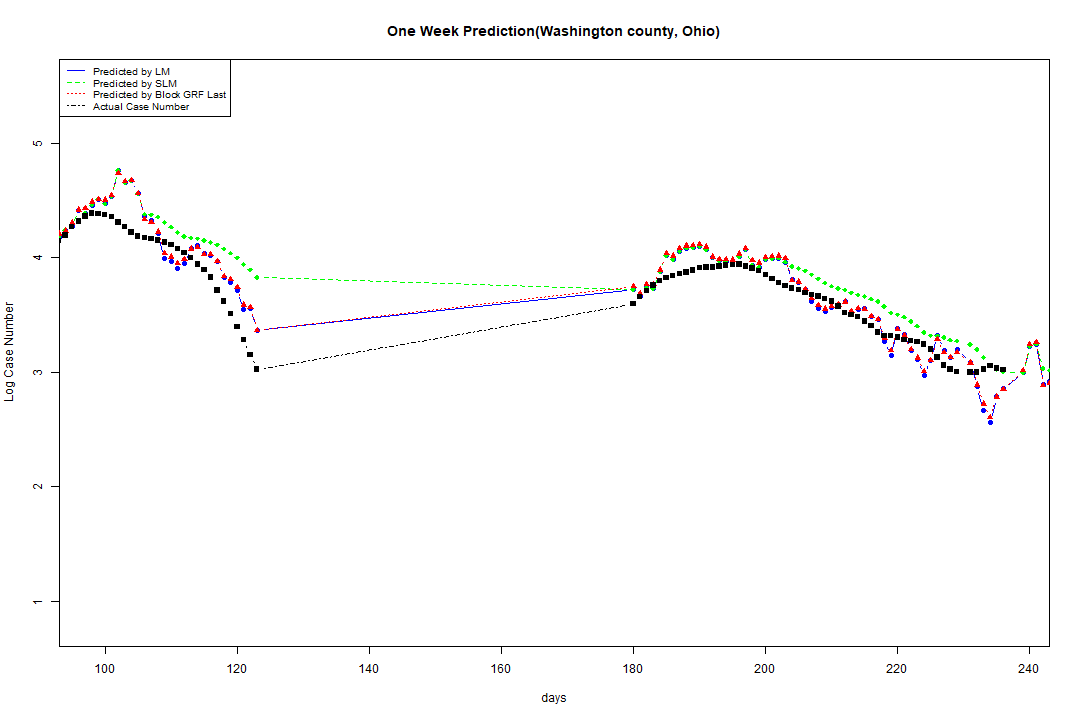 One Week Prediction(Washington county, Ohio)
Predicted by LM
Predicted by SLM
Predicted by Block GRF Last
Actual Case Number
Log Case Number
5
4
3
2
1
100 120 140 160 180 200 220 240
days